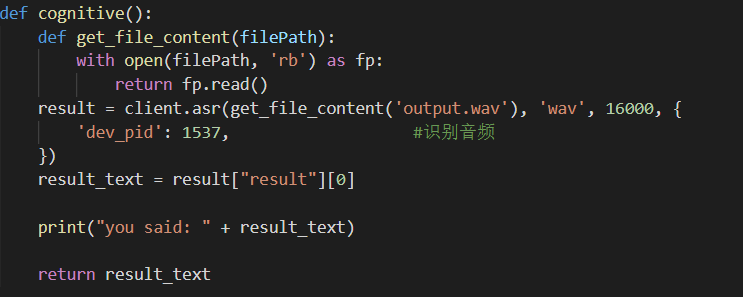 def cognitive():
    def get_file_content(filePath):
        with open(filePath, 'rb') as fp:
            return fp.read()
    result = client.asr(get_file_content('output.wav'), 'wav', 16000, {
        'dev_pid': 1537,                   #识别音频
    })
    result_text = result["result"][0]

    print("you said: " + result_text)

    return result_text